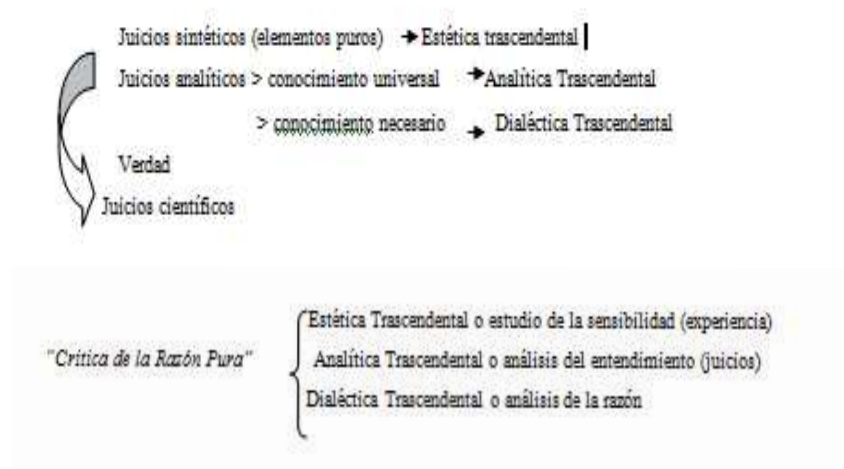 Juicios sintéticos (elementos puros) → Estética trascendental
Juicios analíticos > conocimiento universal → Analítica Trascendental
> conocimiento necesario → Dialéctica Trascendental
Verdad
Juicios científicos
"Crítica de la Razón Pura"
Estética Trascendental o estudio de la sensibilidad (experiencia)
Analítica Trascendental o análisis del entendimiento (juicios)
Dialéctica Trascendental o análisis de la razón